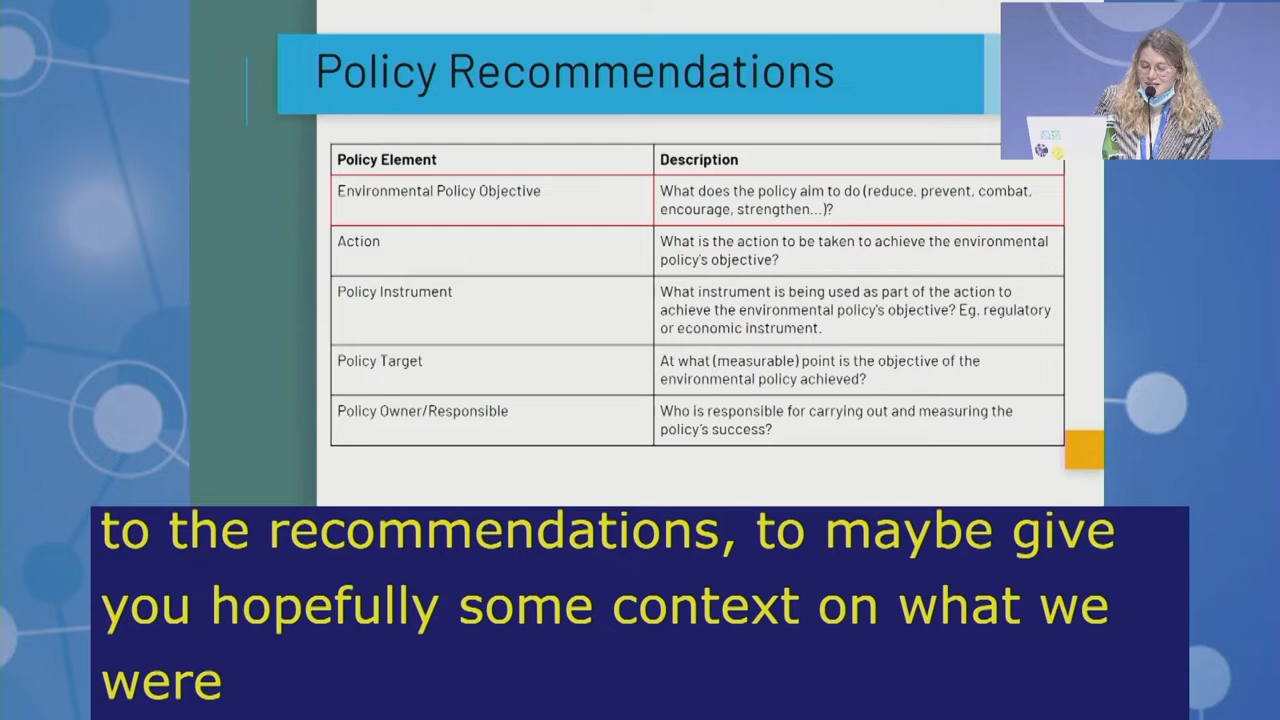 Policy Recommendations
Policy Element
Description
Environmental Policy Objective
What does the policy aim to do (reduce, prevent, combat,
encourage, strengthen...)?
Action
What is the action to be taken to achieve the environmental
policy's objective?
Policy Instrument
What instrument is being used as part of the action to
achieve the environmental policy's objective? Eg. regulatory
or economic instrument.
Policy Target
At what (measurable) point is the objective of the
environmental policy achieved?
Policy Owner/Responsible
Who is responsible for carrying out and measuring the
policy's success?
to the recommendations, to maybe give
you hopefully some context on what we
were